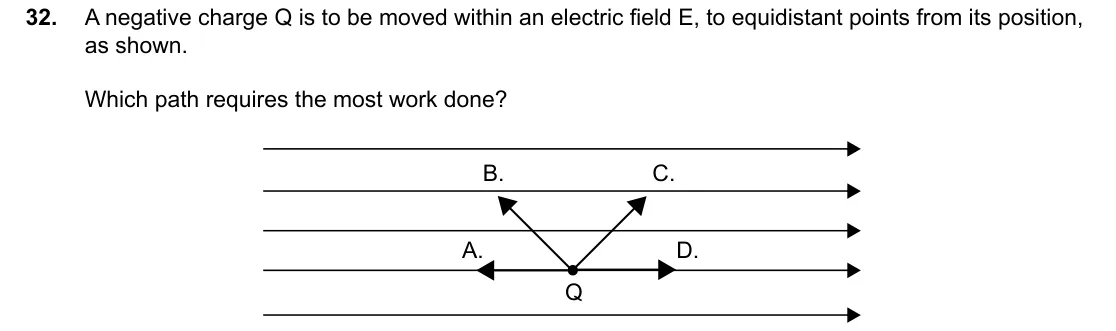 32. A negative charge Q is to be moved within an electric field E, to equidistant points from its position,
as shown.
Which path requires the most work done?
B. C.
A. D.
Q